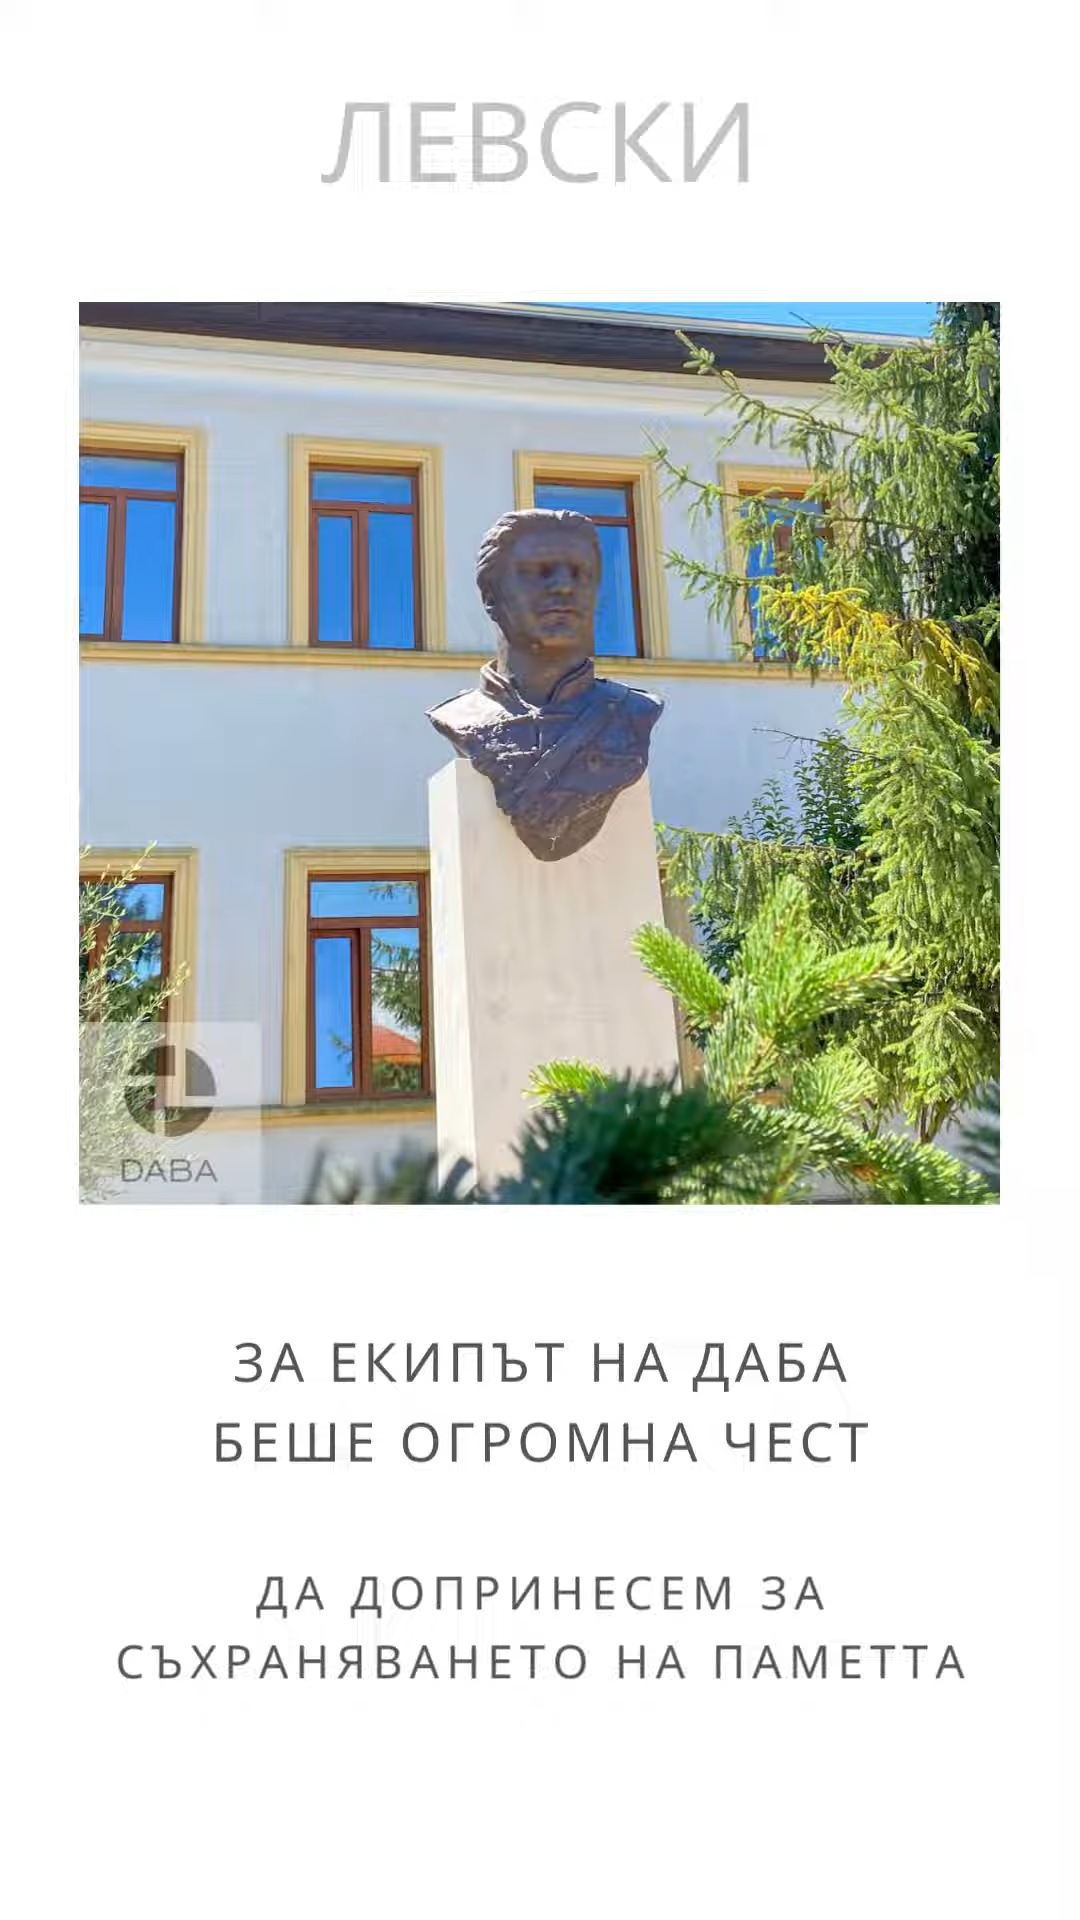 ЛЕВСКИ
DABA
ЗА ЕКИПЪТ НА ДАБА
БЕШЕ ОГРОМНА ЧЕСТ
ДА ДОПРИНЕСЕМ ЗА
СЪХРАНЯВАНЕТО НА ПАМЕТТА